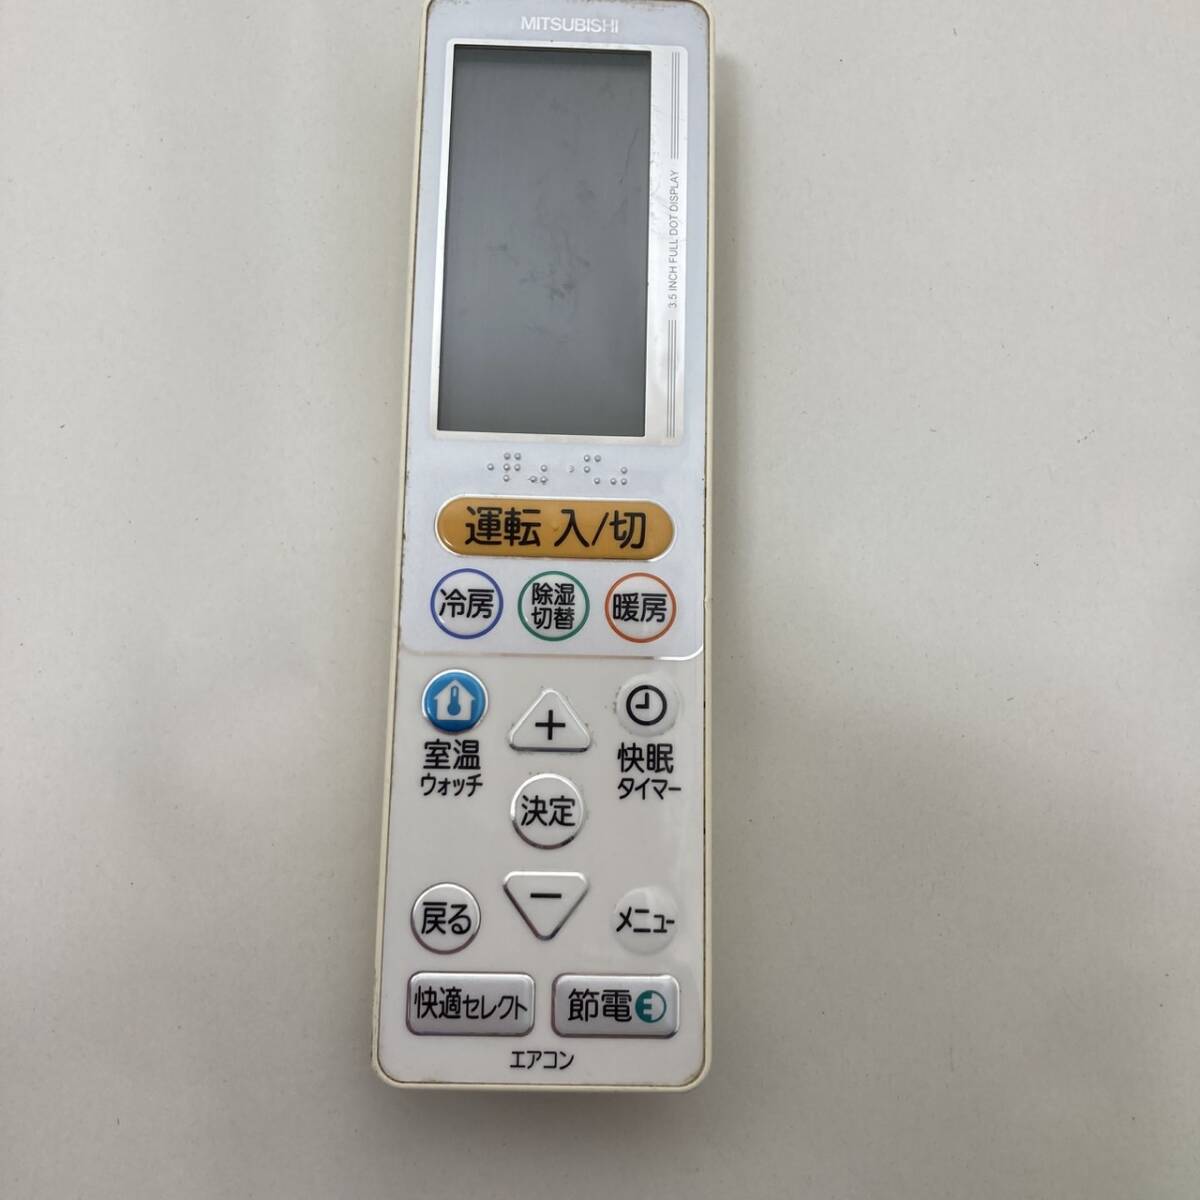 MITSUBISHI
3.5 INCH FULL DOT DISPLAY
運転 入/切
冷房
除湿
切替
暖房
室温
ウォッチ
+
快眠
タイマー
決定
−
戻る
メニュー
快適セレクト
節電
エアコン